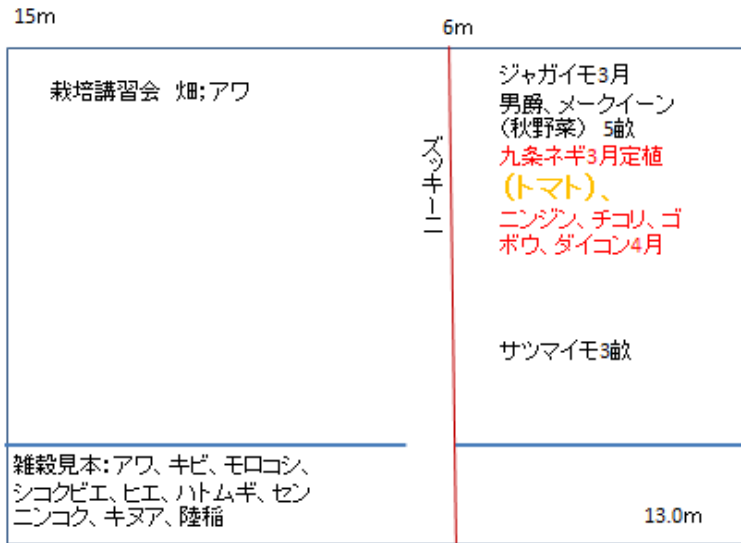 15m
6m
栽培講習会 畑;アワ
ズッキーニ
ジャガイモ3月
男爵、メークイーン
(秋野菜) 5畝
九条ネギ3月定植
(トマト)、
ニンジン、チコリ、ゴ
ボウ、ダイコン4月
サツマイモ3畝
雑穀見本:アワ、キビ、モロコシ、
シコクビエ、ヒエ、ハトムギ、セン
ニンコク、キヌア、陸稲
13.0m